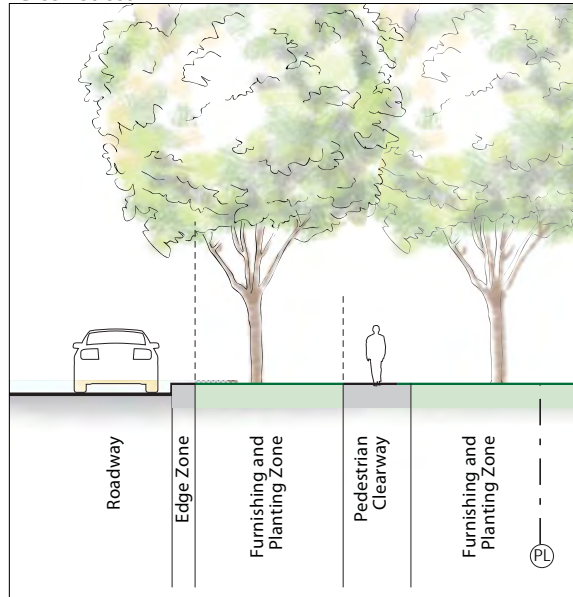 Roadway
Edge Zone
Furnishing and
Planting Zone
Pedestrian
Clearway
Furnishing and
Planting Zone
PL